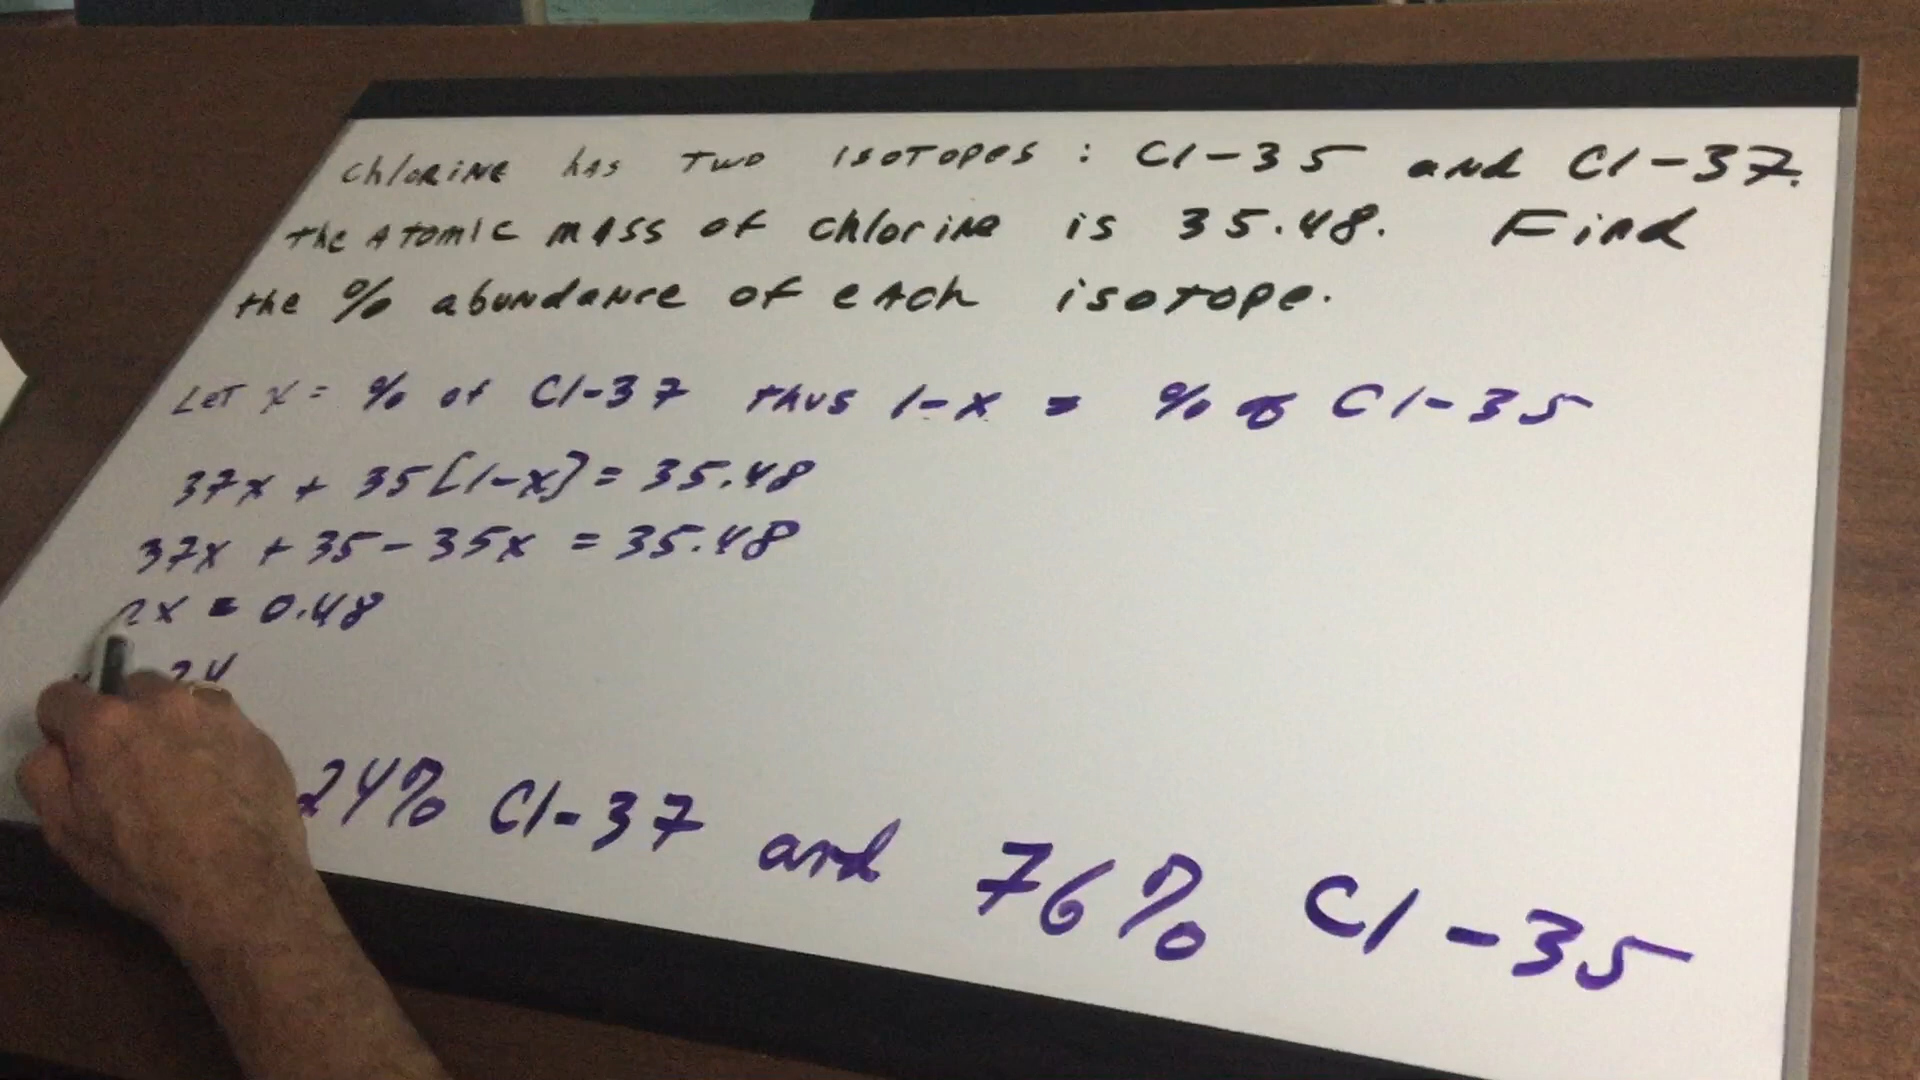 Chlorine has two isotopes: Cl-35 and Cl-37.
the Atomic mass of chlorine is 35.48. Find
the % abundance of each isotope.
Let x = % of Cl-37 thus 1-x = % of Cl-35
37x + 35[1-x] = 35.48
37x + 35 - 35x = 35.48
2x = 0.48
24
24% Cl-37 and 76% Cl-35